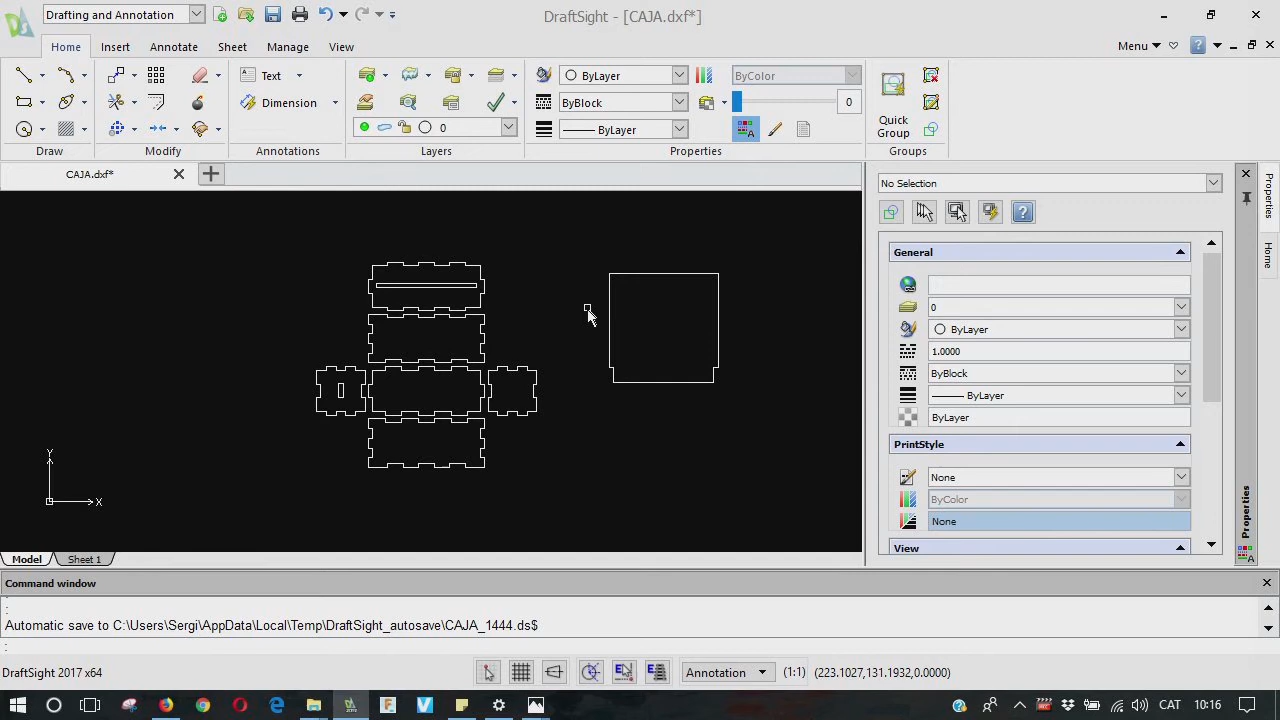 Drafting and Annotation
DraftSight - [CAJA.dxf*]
Home
Insert
Annotate
Sheet
Manage
View
Menu
Text
Dimension
ByLayer
ByBlock
ByLayer
0
ByColor
0
Quick
Group
Draw
Modify
Annotations
Layers
Properties
Groups
CAJA.dxf*
No Selection
General
0
ByLayer
1.0000
ByBlock
ByLayer
ByLayer
PrintStyle
None
ByColor
None
View
Properties
Home
Properties
Y
X
Model
Sheet 1
Command window
:
Automatic save to C:\Users\Sergi\AppData\Local\Temp\DraftSight_autosave\CAJA_1444.ds$
:
DraftSight 2017 x64
Annotation
(1:1)
(223.1027,131.1932,0.0000)
CAT
10:16